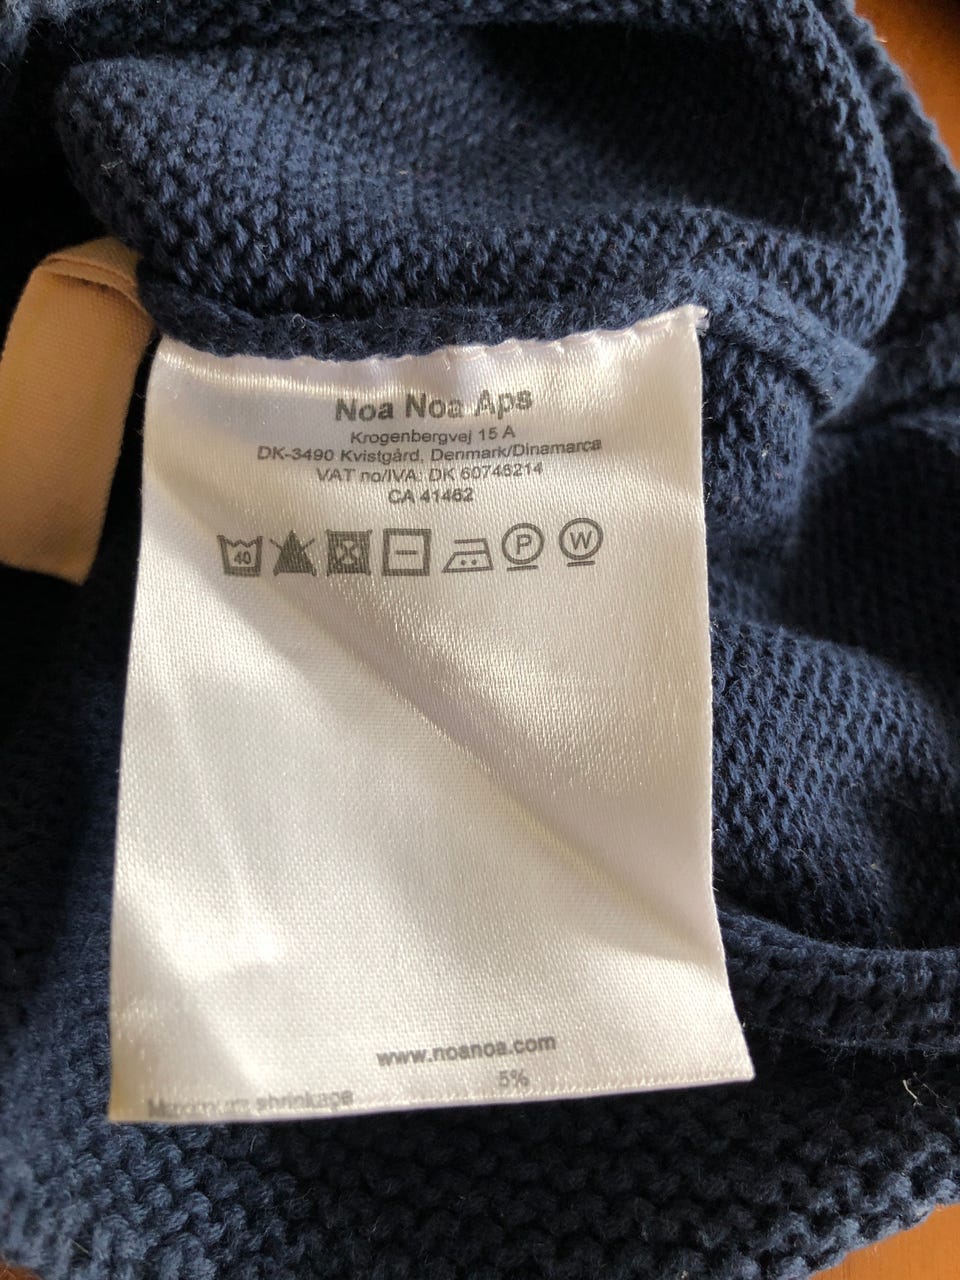 Noa Noa Aps
Krogenbergvej 15 A
DK-3490 Kvistgård, Denmark/Dinamarca
VAT no/IVA: DK 60746214
CA 41462
40 P W
www.noanoa.com
5%
Maximum shrinkage